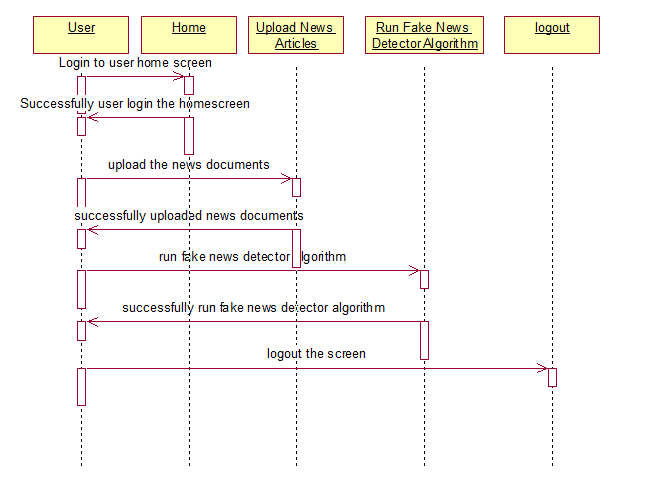 User
Home
Upload News
Articles
Run Fake News
Detector Algorithm
logout
Login to user home screen
Successfully user login the homescreen
upload the news documents
successfully uploaded news documents
run fake news detector algorithm
successfully run fake news detector algorithm
logout the screen